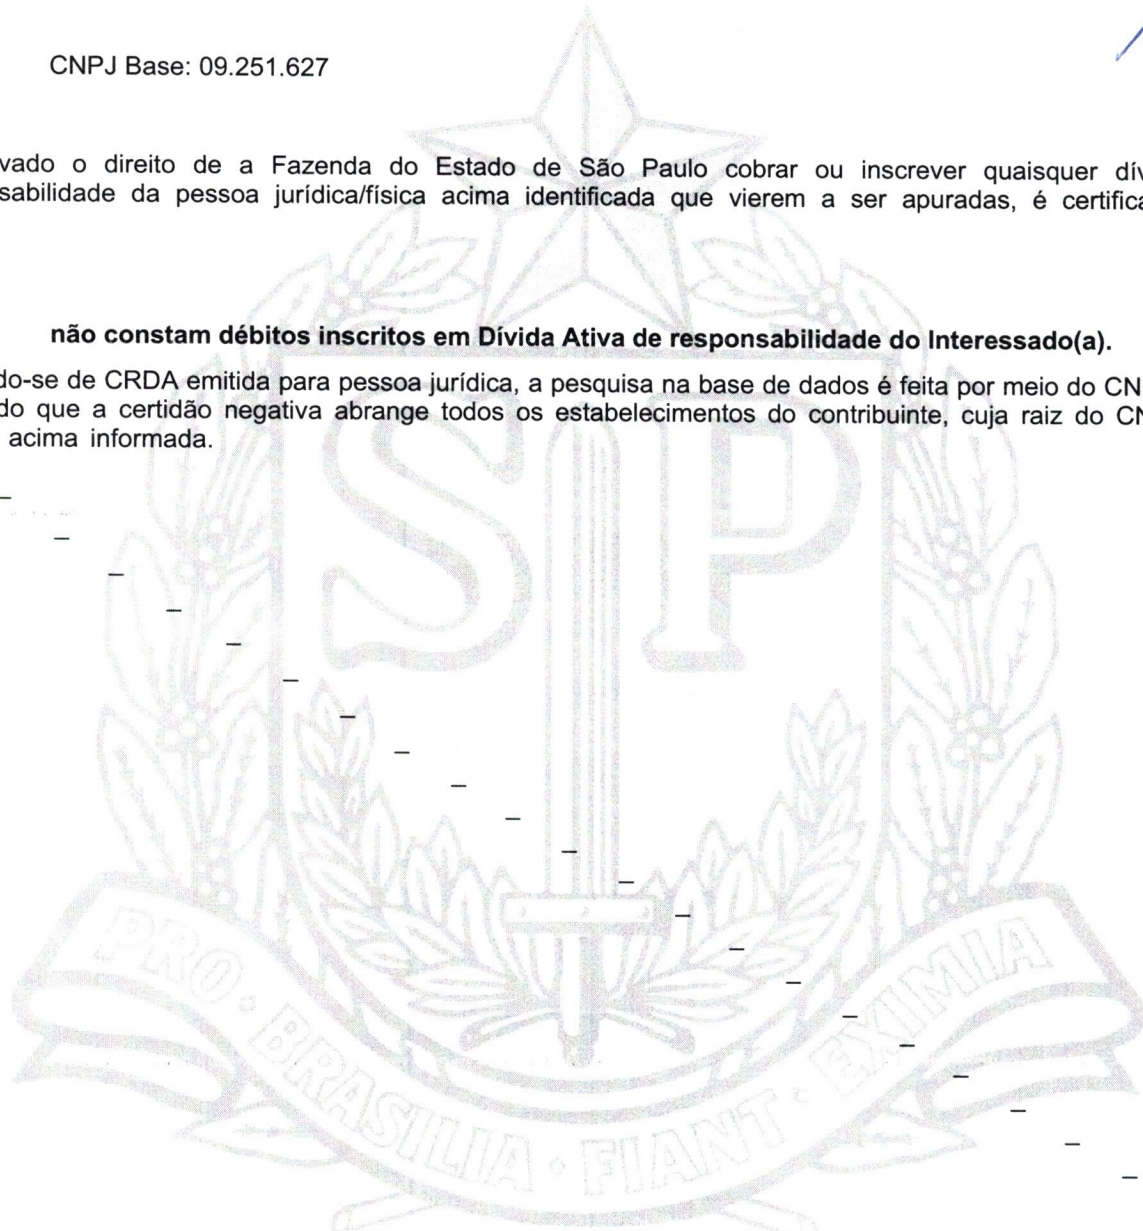 CNPJ Base: 09.251.627
vado o direito de a Fazenda do Estado de São Paulo cobrar ou inscrever quaisquer dív
sabilidade da pessoa jurídica/física acima identificada que vierem a ser apuradas, é certifica
não constam débitos inscritos em Dívida Ativa de responsabilidade do Interessado(a).
do-se de CRDA emitida para pessoa jurídica, a pesquisa na base de dados é feita por meio do CN
do que a certidão negativa abrange todos os estabelecimentos do contribuinte, cuja raiz do CN
acima informada.
SP
PRO · BRASILIA · FIANT · EXIMIA